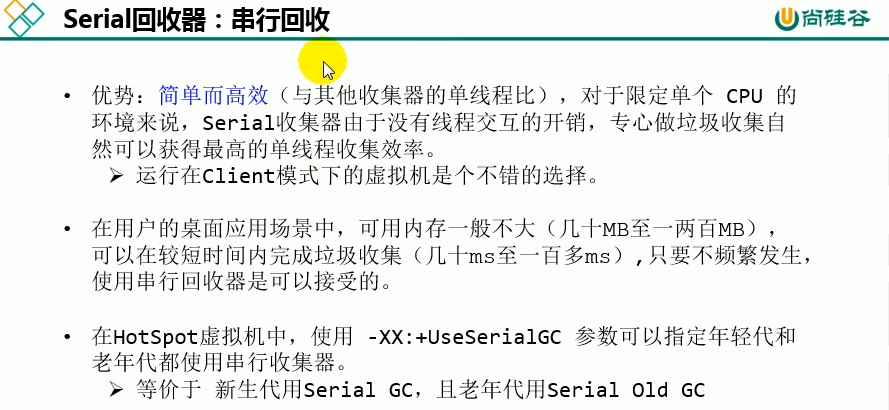 Serial回收器：串行回收
尚硅谷
• 优势：简单而高效（与其他收集器的单线程比），对于限定单个 CPU 的
环境来说，Serial收集器由于没有线程交互的开销，专心做垃圾收集自
然可以获得最高的单线程收集效率。
➢ 运行在Client模式下的虚拟机是个不错的选择。
• 在用户的桌面应用场景中，可用内存一般不大（几十MB至一两百MB），
可以在较短时间内完成垃圾收集（几十ms至一百多ms）,只要不频繁发生，
使用串行回收器是可以接受的。
• 在HotSpot虚拟机中，使用 -XX:+UseSerialGC 参数可以指定年轻代和
老年代都使用串行收集器。
➢ 等价于 新生代用Serial GC，且老年代用Serial Old GC